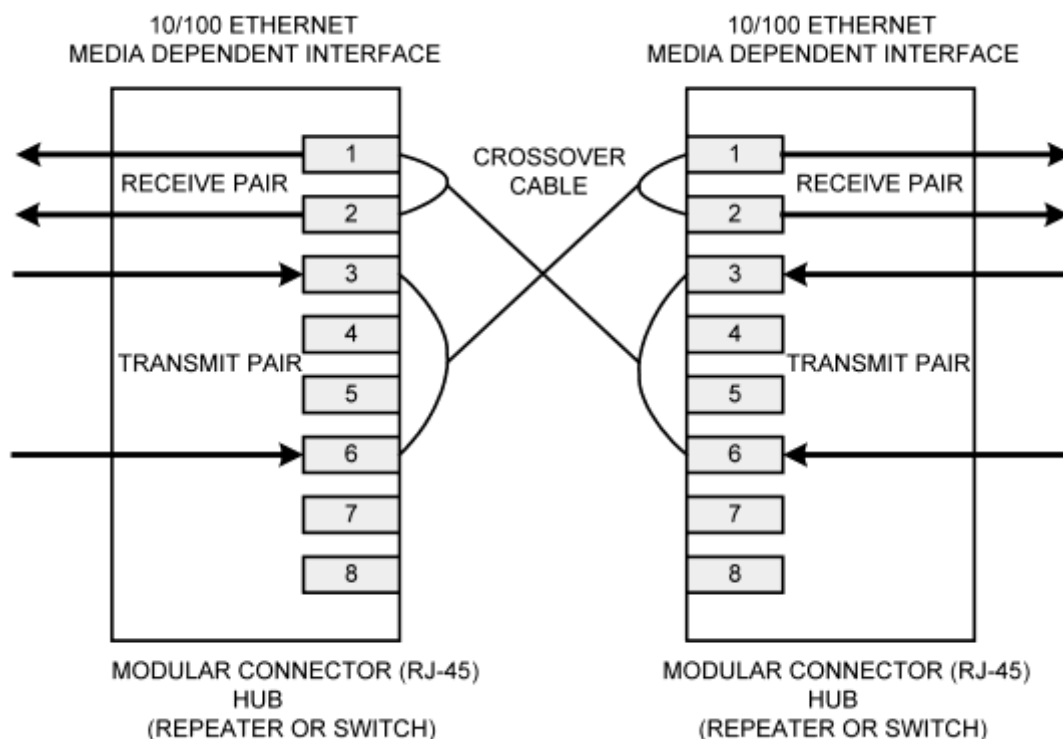 10/100 ETHERNET
MEDIA DEPENDENT INTERFACE
10/100 ETHERNET
MEDIA DEPENDENT INTERFACE
1
2
3
4
5
6
7
8
RECEIVE PAIR
TRANSMIT PAIR
CROSSOVER
CABLE
1
2
3
4
5
6
7
8
RECEIVE PAIR
TRANSMIT PAIR
MODULAR CONNECTOR (RJ-45)
HUB
(REPEATER OR SWITCH)
MODULAR CONNECTOR (RJ-45)
HUB
(REPEATER OR SWITCH)